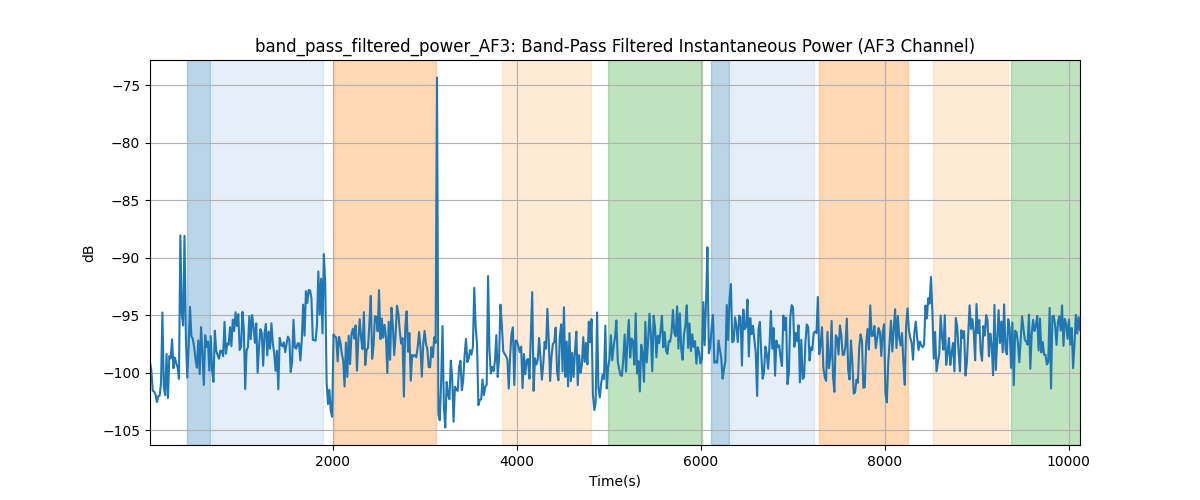 band_pass_filtered_power_AF3: Band-Pass Filtered Instantaneous Power (AF3 Channel)
−75
−80
−85
−90
−95
−100
−105
dB
2000 4000 6000 8000 10000
Time(s)